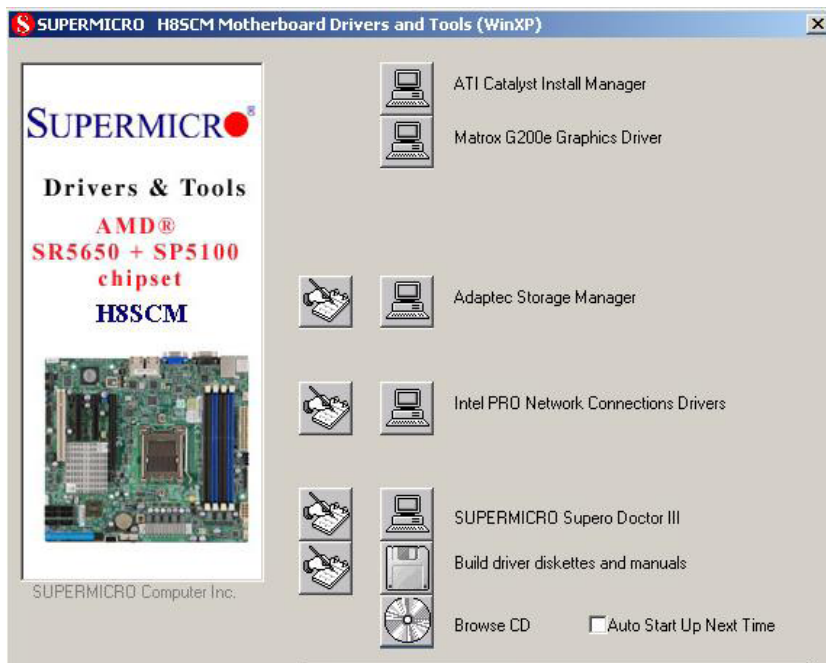 SUPERMICRO H8SCM Motherboard Drivers and Tools (WinXP)
SUPERMICRO®
Drivers & Tools
AMD®
SR5650 + SP5100
chipset
H8SCM
SUPERMICRO Computer Inc.
ATI Catalyst Install Manager
Matrox G200e Graphics Driver
Adaptec Storage Manager
Intel PRO Network Connections Drivers
SUPERMICRO Supero Doctor III
Build driver diskettes and manuals
Browse CD
Auto Start Up Next Time